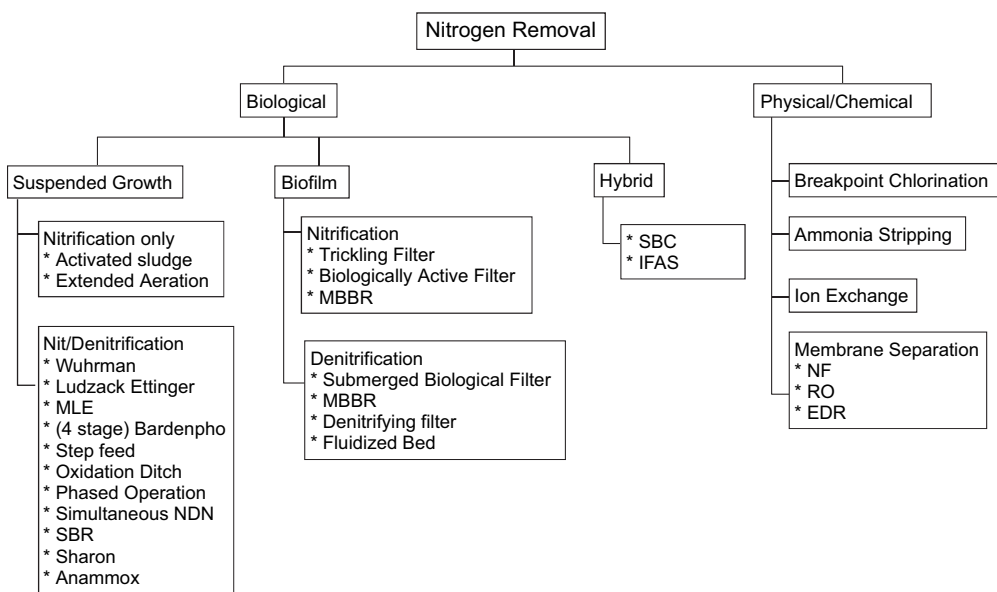 Nitrogen Removal
Biological
Physical/Chemical
Suspended Growth
Biofilm
Hybrid
Nitrification only
* Activated sludge
* Extended Aeration
Nit/Denitrification
* Wuhrman
* Ludzack Ettinger
* MLE
* (4 stage) Bardenpho
* Step feed
* Oxidation Ditch
* Phased Operation
* Simultaneous NDN
* SBR
* Sharon
* Anammox
Nitrification
* Trickling Filter
* Biologically Active Filter
* MBBR
Denitrification
* Submerged Biological Filter
* MBBR
* Denitrifying filter
* Fluidized Bed
* SBC
* IFAS
Breakpoint Chlorination
Ammonia Stripping
Ion Exchange
Membrane Separation
* NF
* RO
* EDR